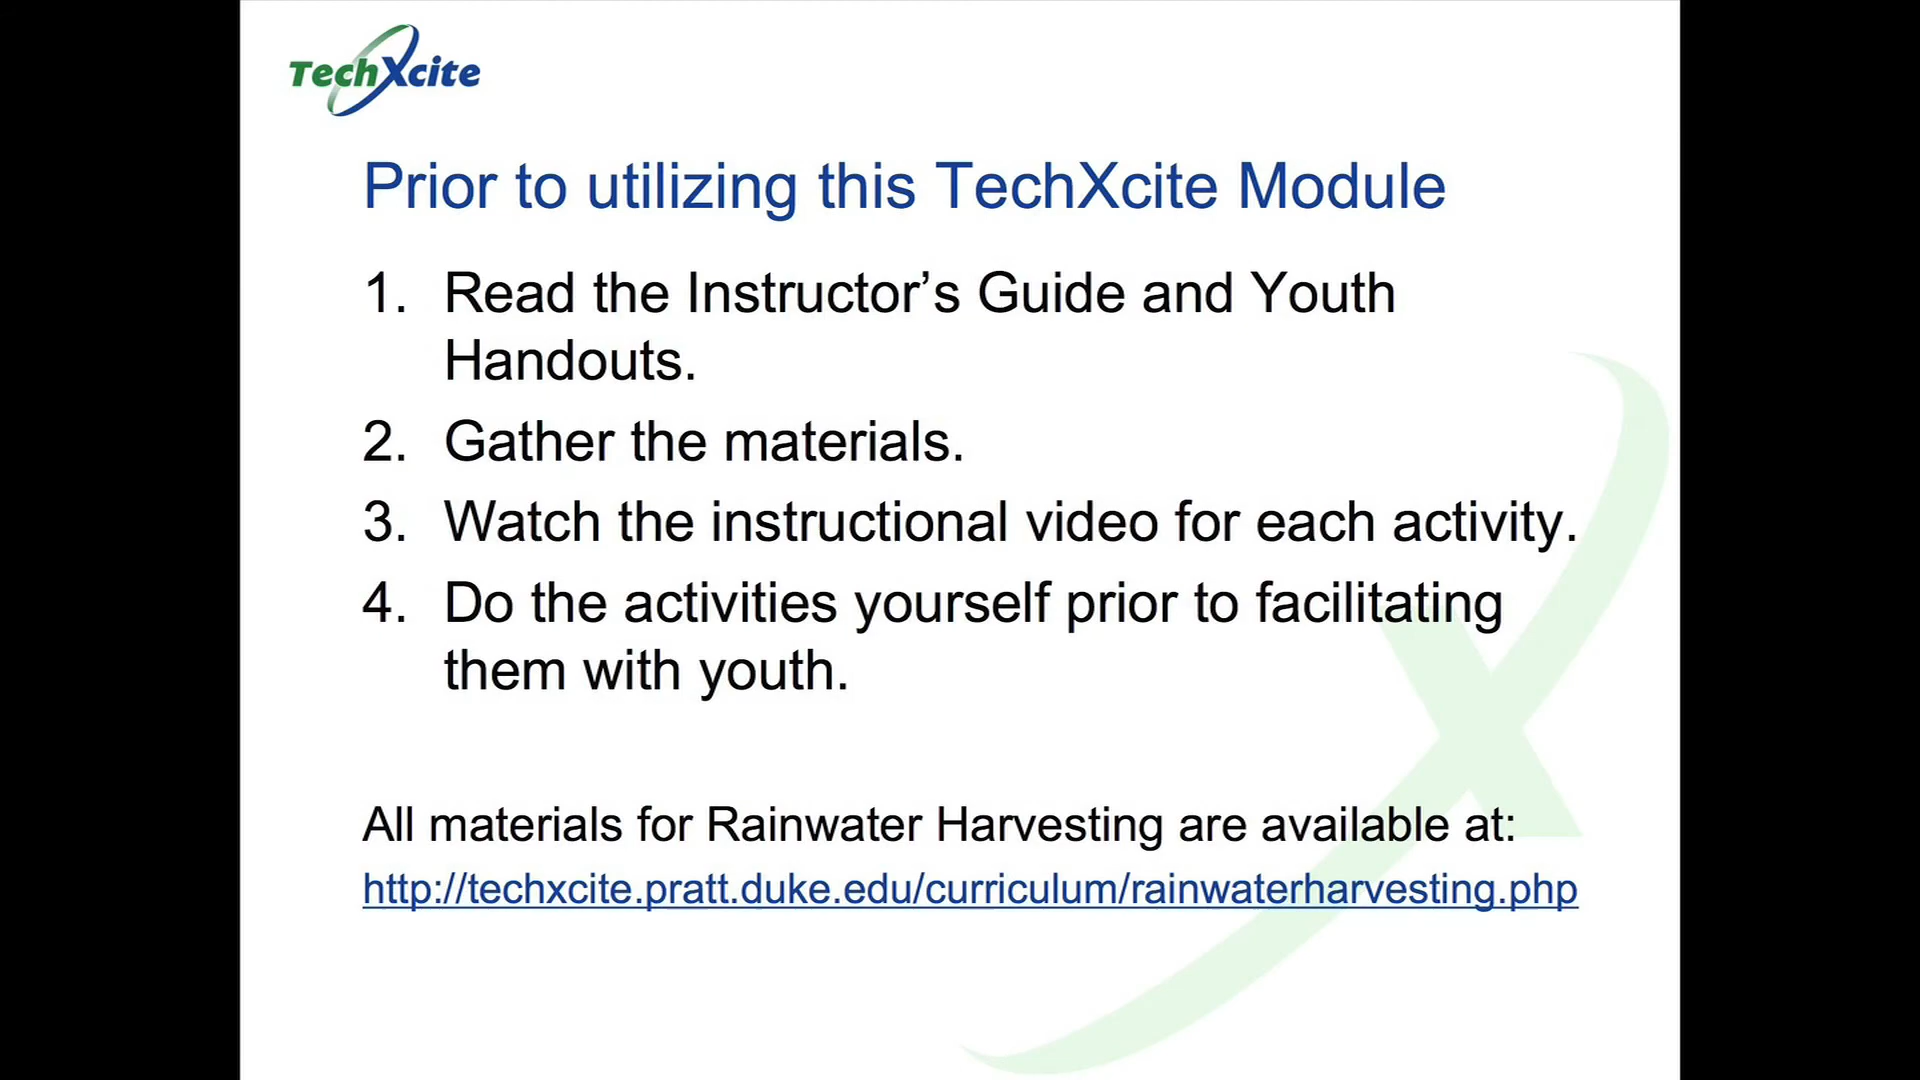 TechXcite
Prior to utilizing this TechXcite Module
1. Read the Instructor’s Guide and Youth
Handouts.
2. Gather the materials.
3. Watch the instructional video for each activity.
4. Do the activities yourself prior to facilitating
them with youth.
All materials for Rainwater Harvesting are available at:
http://techxcite.pratt.duke.edu/curriculum/rainwaterharvesting.php